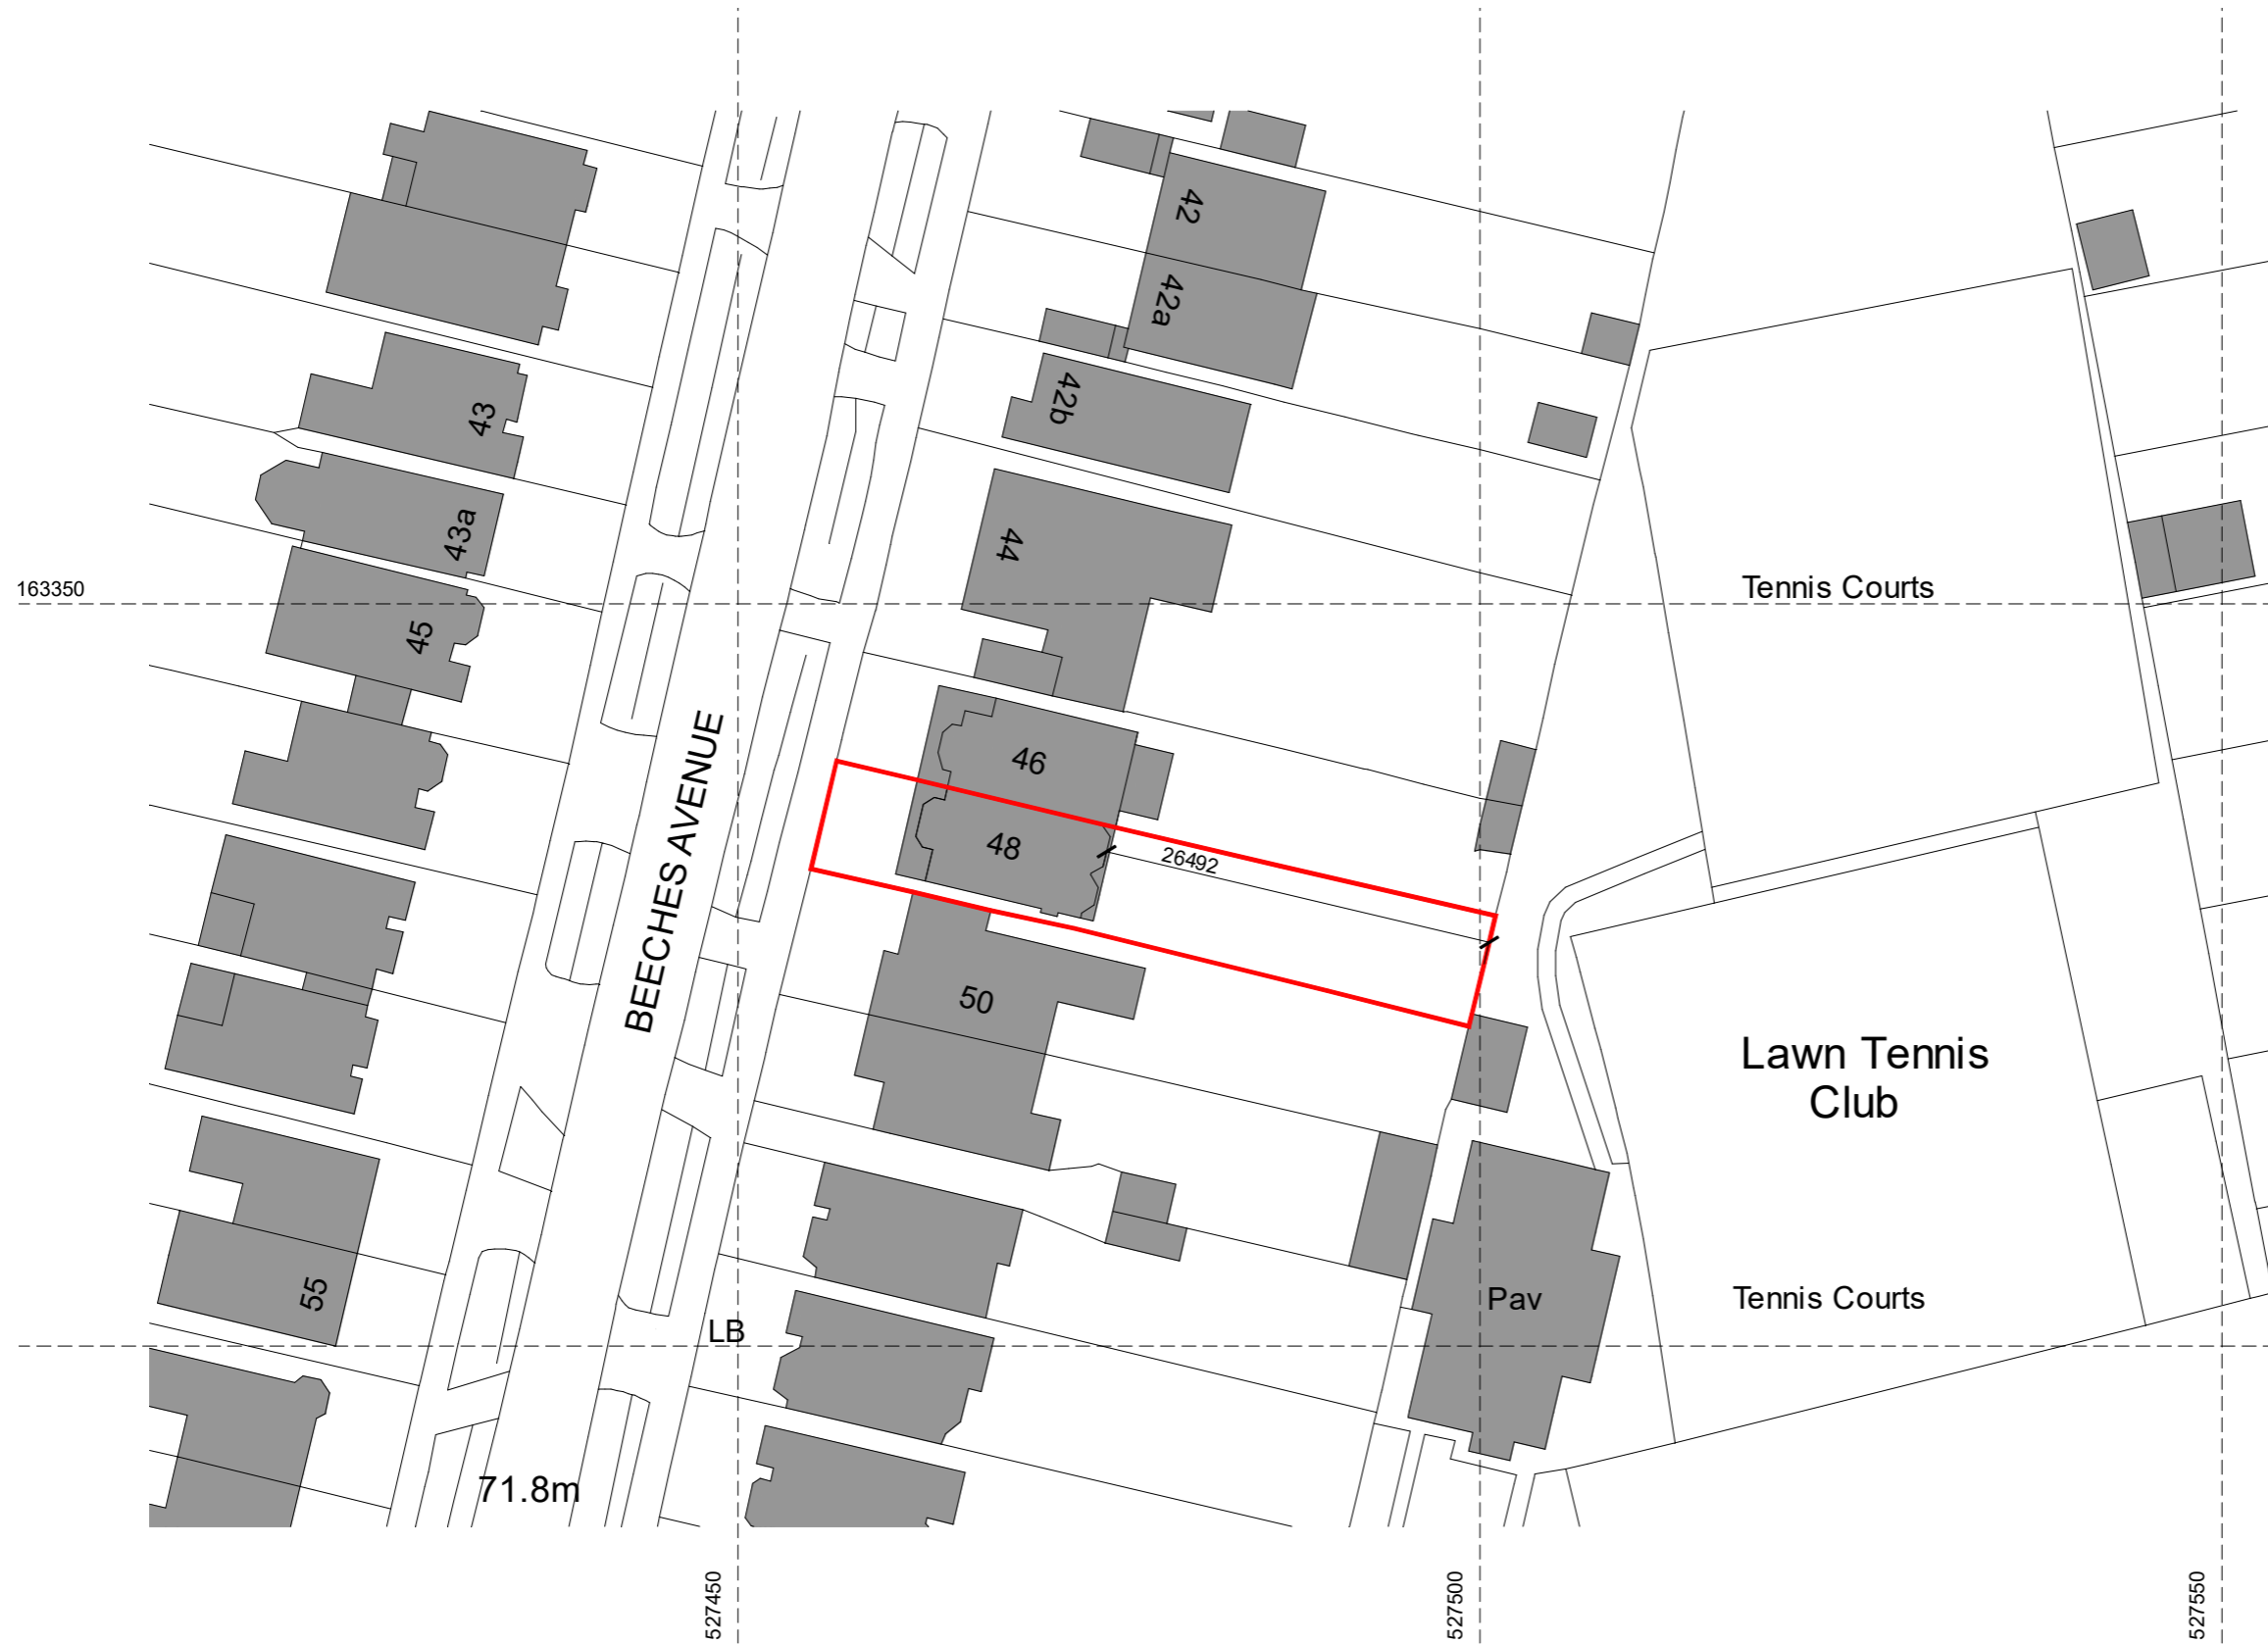 42
42a
43
42b
43a
44
163350
Tennis Courts
45
46
BEECHES AVENUE
48
26492
50
Lawn Tennis
Club
55
Pav
Tennis Courts
LB
71.8m
527450
527500
527550